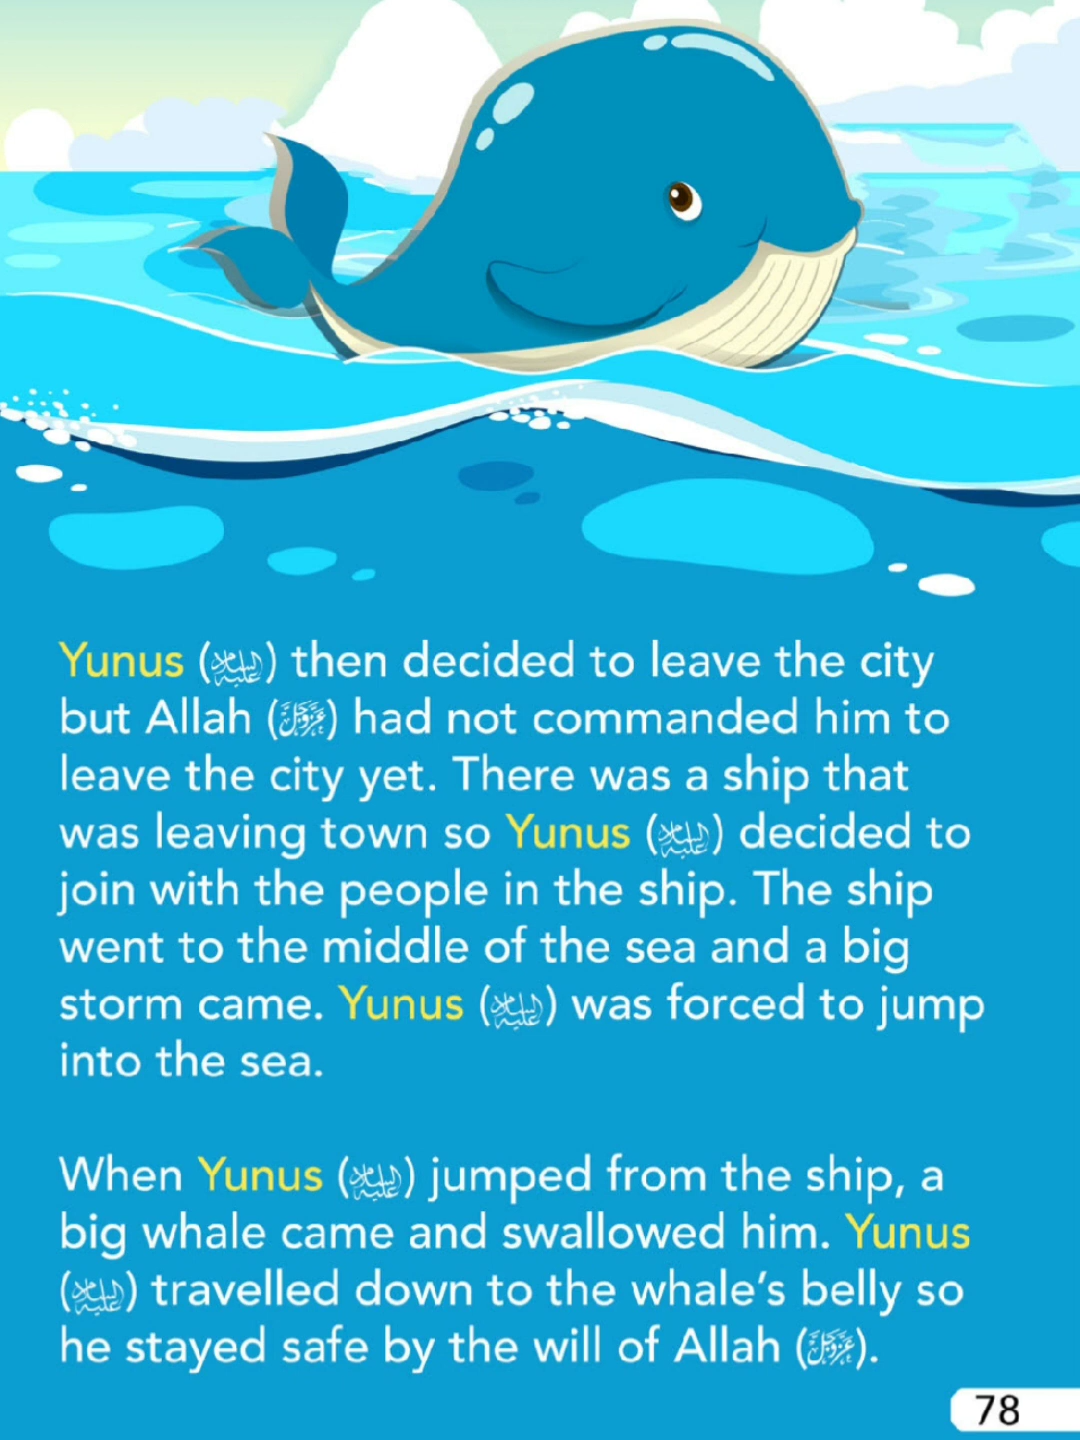 Yunus (عليه السلام) then decided to leave the city
but Allah (عَزَّوَجَلَّ) had not commanded him to
leave the city yet. There was a ship that
was leaving town so Yunus (عليه السلام) decided to
join with the people in the ship. The ship
went to the middle of the sea and a big
storm came. Yunus (عليه السلام) was forced to jump
into the sea.
When Yunus (عليه السلام) jumped from the ship, a
big whale came and swallowed him. Yunus
(عليه السلام) travelled down to the whale’s belly so
he stayed safe by the will of Allah (عَزَّوَجَلَّ).
78